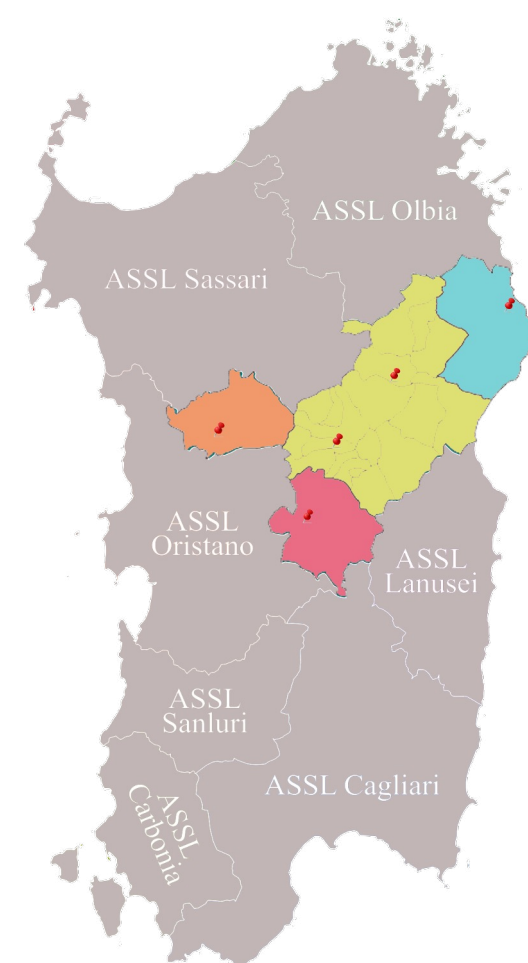 ASSL Olbia
ASSL Sassari
ASSL
Oristano
ASSL
Lanusei
ASSL
Sanluri
ASSL Cagliari
ASSL
Carbonia